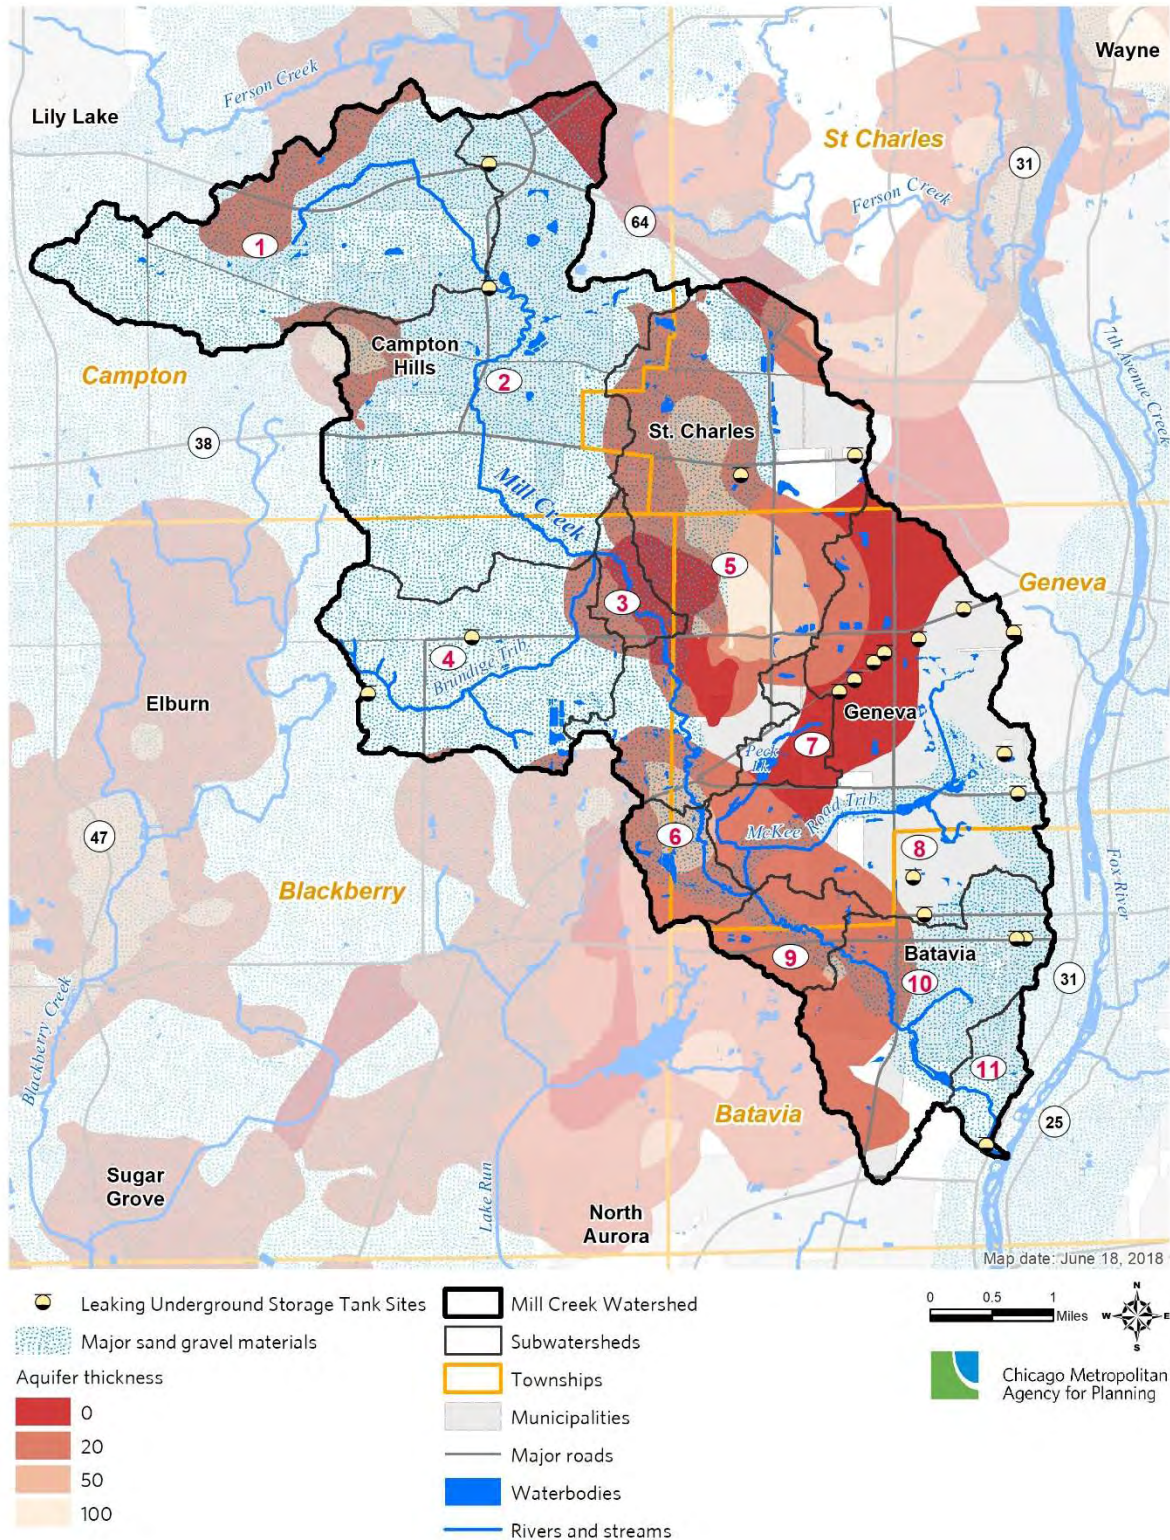 Wayne
Lily Lake
Ferson Creek
St Charles
31
Ferson Creek
64
1
7th Avenue Creek
Campton
Hills
Campton
2
St. Charles
38
Mill Creek
5
Geneva
3
4
Brundige Trib.
Elburn
Geneva
7
Peck
Lk.
McKee Road Trib.
47
6
8
Blackberry
Fox River
Batavia
9
10
31
Blackberry Creek
11
Batavia
25
Sugar
Grove
Lake Run
North
Aurora
Map date: June 18, 2018
Leaking Underground Storage Tank Sites
Major sand gravel materials
Aquifer thickness
0
20
50
100
Mill Creek Watershed
Subwatersheds
Townships
Municipalities
Major roads
Waterbodies
Rivers and streams
0 0.5 1
Miles
N
W E
S
Chicago Metropolitan
Agency for Planning